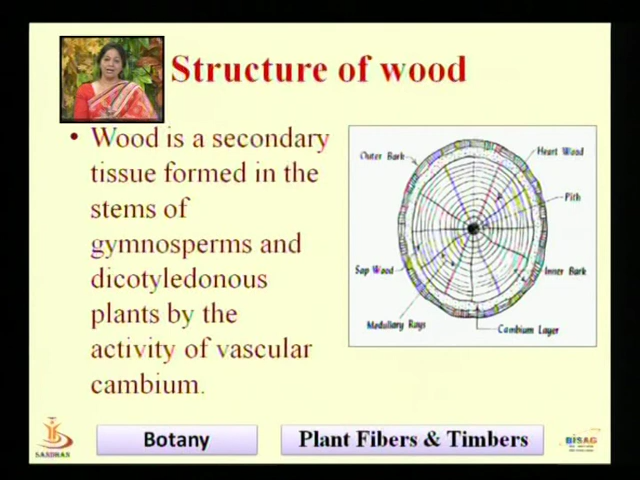 Structure of wood
• Wood is a secondary
tissue formed in the
stems of
gymnosperms and
dicotyledonous
plants by the
activity of vascular
cambium.
Outer Bark
Heart Wood
Pith
Sap Wood
Inner Bark
Medullary Rays
Cambium Layer
SANDHAN
Botany
Plant Fibers & Timbers
BISAG